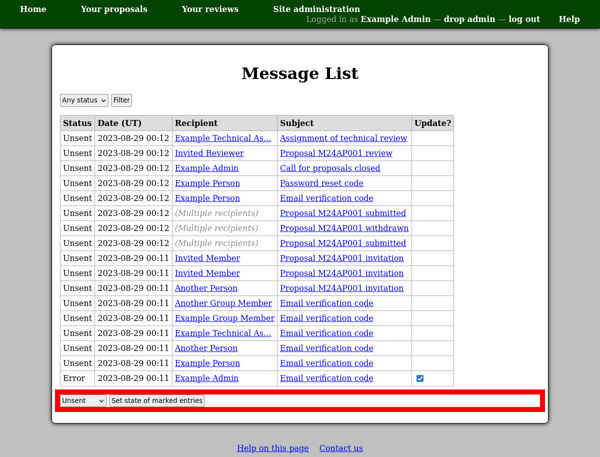 Home Your proposals Your reviews Site administration
Logged in as Example Admin — drop admin — log out Help
Message List
Any status Filter
Status Date (UT) Recipient Subject Update?
Unsent 2023-08-29 00:12 Example Technical As… Assignment of technical review
Unsent 2023-08-29 00:12 Invited Reviewer Proposal M24AP001 review
Unsent 2023-08-29 00:12 Example Admin Call for proposals closed
Unsent 2023-08-29 00:12 Example Person Password reset code
Unsent 2023-08-29 00:12 Example Person Email verification code
Unsent 2023-08-29 00:12 (Multiple recipients) Proposal M24AP001 submitted
Unsent 2023-08-29 00:12 (Multiple recipients) Proposal M24AP001 withdrawn
Unsent 2023-08-29 00:12 (Multiple recipients) Proposal M24AP001 submitted
Unsent 2023-08-29 00:11 Invited Member Proposal M24AP001 invitation
Unsent 2023-08-29 00:11 Invited Member Proposal M24AP001 invitation
Unsent 2023-08-29 00:11 Another Person Proposal M24AP001 invitation
Unsent 2023-08-29 00:11 Another Group Member Email verification code
Unsent 2023-08-29 00:11 Example Group Member Email verification code
Unsent 2023-08-29 00:11 Example Technical As… Email verification code
Unsent 2023-08-29 00:11 Another Person Email verification code
Unsent 2023-08-29 00:11 Example Person Email verification code
Error 2023-08-29 00:11 Example Admin Email verification code
Unsent Set state of marked entries
Help on this page Contact us